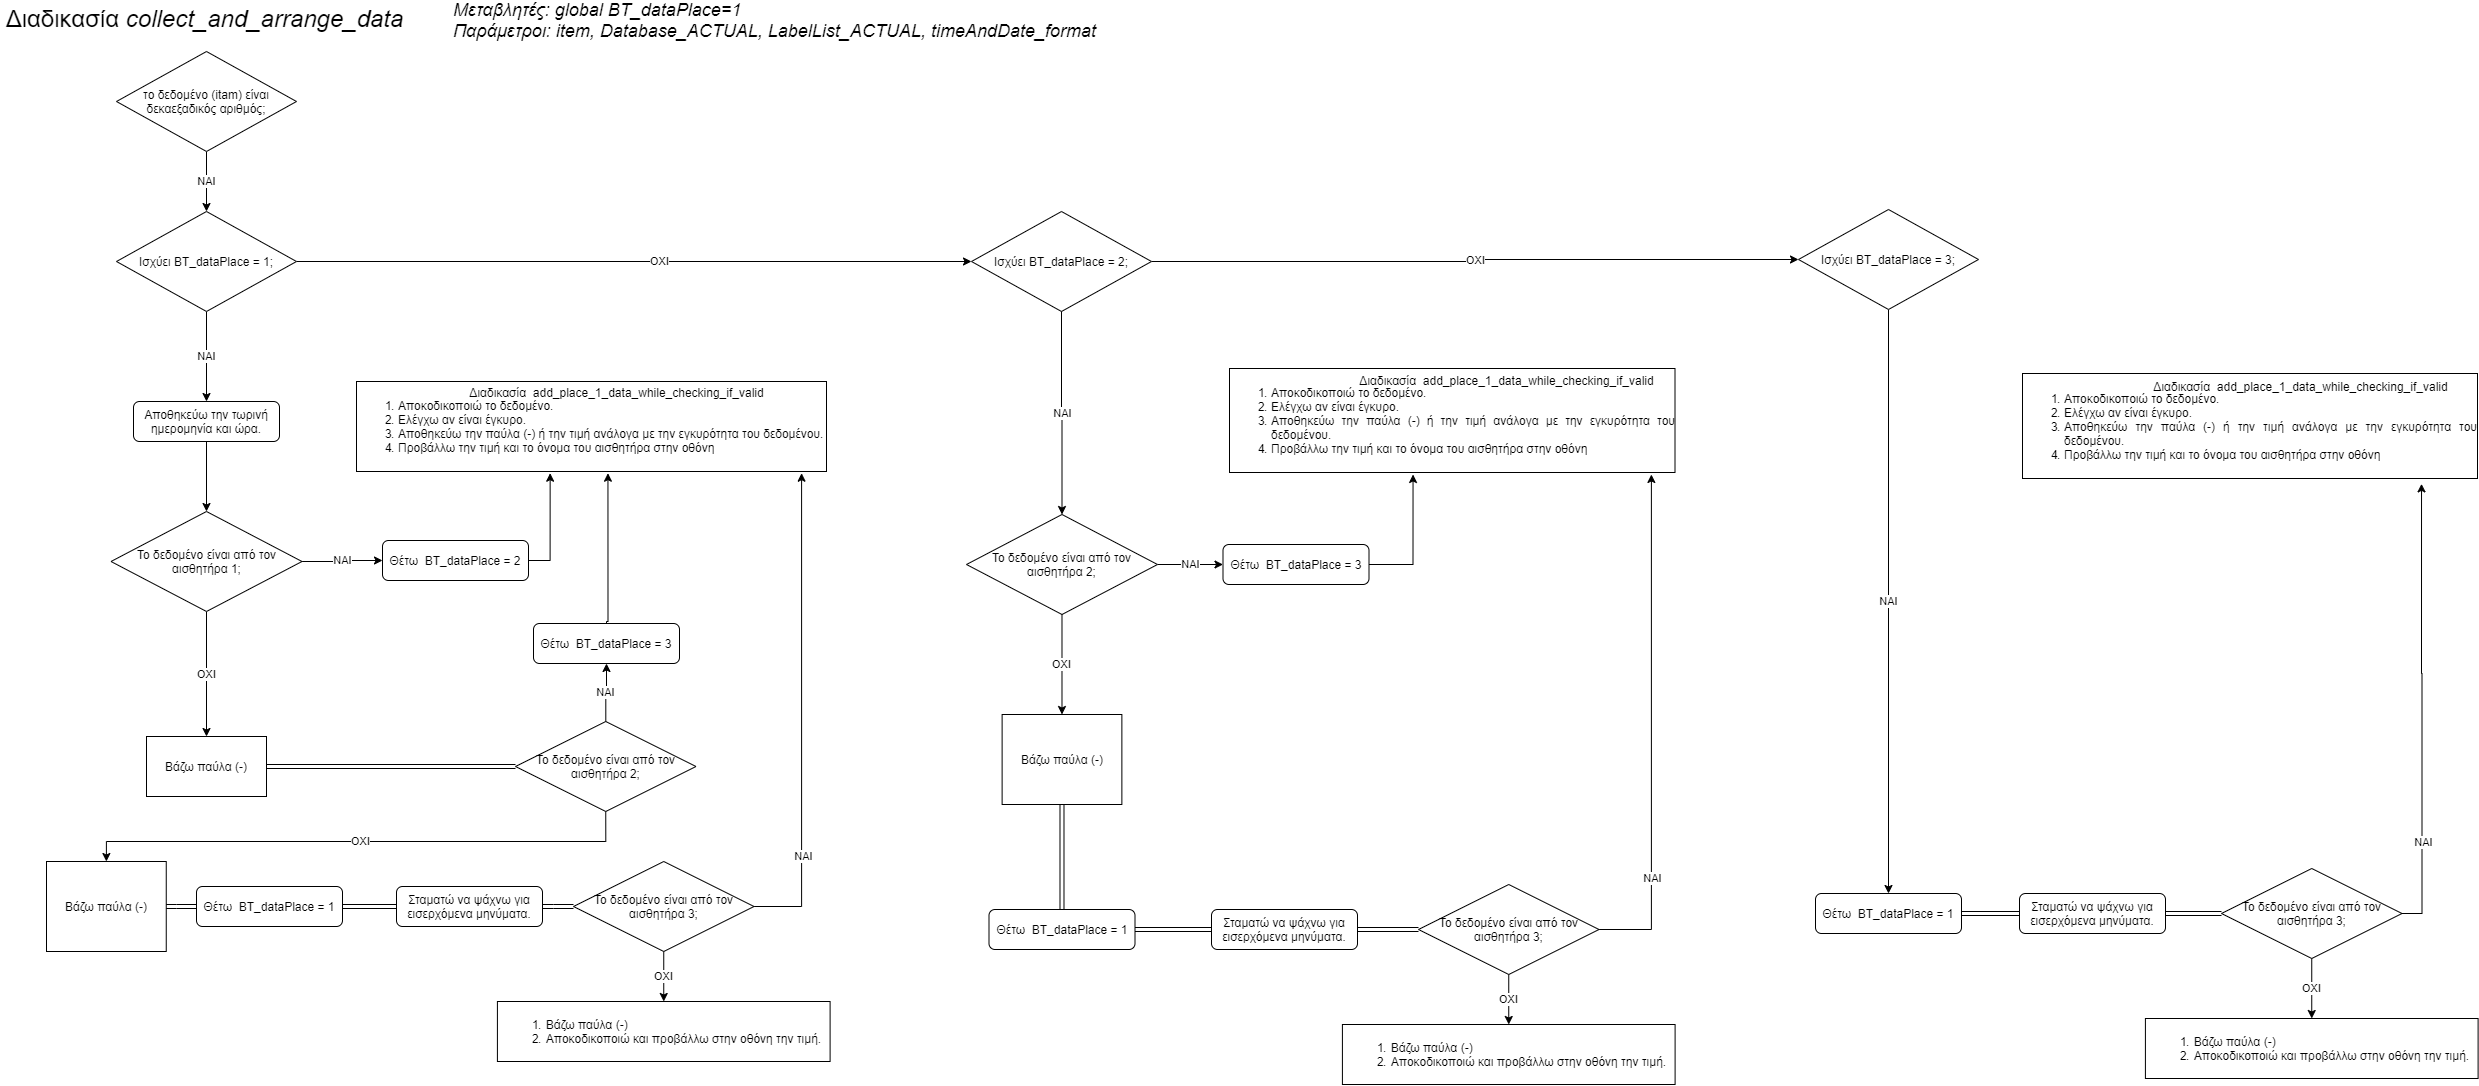 Διαδικασία collect_and_arrange_data
Μεταβλητές: global BT_dataPlace=1
Παράμετροι: item, Database_ACTUAL, LabelList_ACTUAL, timeAndDate_format
το δεδομένο (itam) είναι
δεκαεξαδικός αριθμός;
ΝΑΙ
Ισχύει BT_dataPlace = 1;
ΟΧΙ
Ισχύει BT_dataPlace = 2;
ΟΧΙ
Ισχύει BT_dataPlace = 3;
ΝΑΙ
Αποθηκεύω την τωρινή
ημερομηνία και ώρα.
Διαδικασία add_place_1_data_while_checking_if_valid
1. Αποκοδικοποιώ το δεδομένο.
2. Ελέγχω αν είναι έγκυρο.
3. Αποθηκεύω την παύλα (-) ή την τιμή ανάλογα με την εγκυρότητα του δεδομένου.
4. Προβάλλω την τιμή και το όνομα του αισθητήρα στην οθόνη
Το δεδομένο είναι από τον
αισθητήρα 1;
ΝΑΙ
Θέτω BT_dataPlace = 2
Θέτω BT_dataPlace = 3
ΝΑΙ
ΟΧΙ
Βάζω παύλα (-)
Το δεδομένο είναι από τον
αισθητήρα 2;
ΟΧΙ
Βάζω παύλα (-)
Θέτω BT_dataPlace = 1
Σταματώ να ψάχνω για
εισερχόμενα μηνύματα.
Το δεδομένο είναι από τον
αισθητήρα 3;
ΝΑΙ
ΟΧΙ
1. Βάζω παύλα (-)
2. Αποκοδικοποιώ και προβάλλω στην οθόνη την τιμή.
ΝΑΙ
Διαδικασία add_place_1_data_while_checking_if_valid
1. Αποκοδικοποιώ το δεδομένο.
2. Ελέγχω αν είναι έγκυρο.
3. Αποθηκεύω την παύλα (-) ή την τιμή ανάλογα με την εγκυρότητα του
δεδομένου.
4. Προβάλλω την τιμή και το όνομα του αισθητήρα στην οθόνη
Το δεδομένο είναι από τον
αισθητήρα 2;
ΝΑΙ
Θέτω BT_dataPlace = 3
ΟΧΙ
Βάζω παύλα (-)
Θέτω BT_dataPlace = 1
Σταματώ να ψάχνω για
εισερχόμενα μηνύματα.
Το δεδομένο είναι από τον
αισθητήρα 3;
ΝΑΙ
ΟΧΙ
1. Βάζω παύλα (-)
2. Αποκοδικοποιώ και προβάλλω στην οθόνη την τιμή.
ΝΑΙ
Διαδικασία add_place_1_data_while_checking_if_valid
1. Αποκοδικοποιώ το δεδομένο.
2. Ελέγχω αν είναι έγκυρο.
3. Αποθηκεύω την παύλα (-) ή την τιμή ανάλογα με την εγκυρότητα του
δεδομένου.
4. Προβάλλω την τιμή και το όνομα του αισθητήρα στην οθόνη
Θέτω BT_dataPlace = 1
Σταματώ να ψάχνω για
εισερχόμενα μηνύματα.
Το δεδομένο είναι από τον
αισθητήρα 3;
ΝΑΙ
ΟΧΙ
1. Βάζω παύλα (-)
2. Αποκοδικοποιώ και προβάλλω στην οθόνη την τιμή.